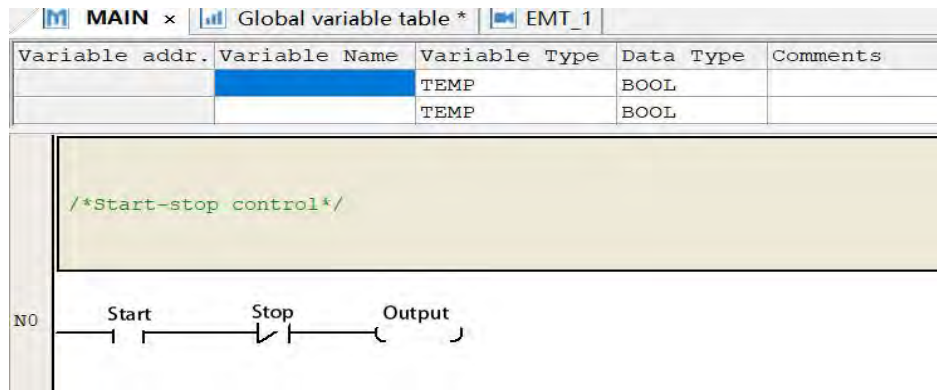 MAIN × Global variable table * EMT_1
Variable addr. Variable Name Variable Type Data Type Comments
TEMP BOOL
TEMP BOOL
/*Start-stop control*/
Start Stop Output
N0